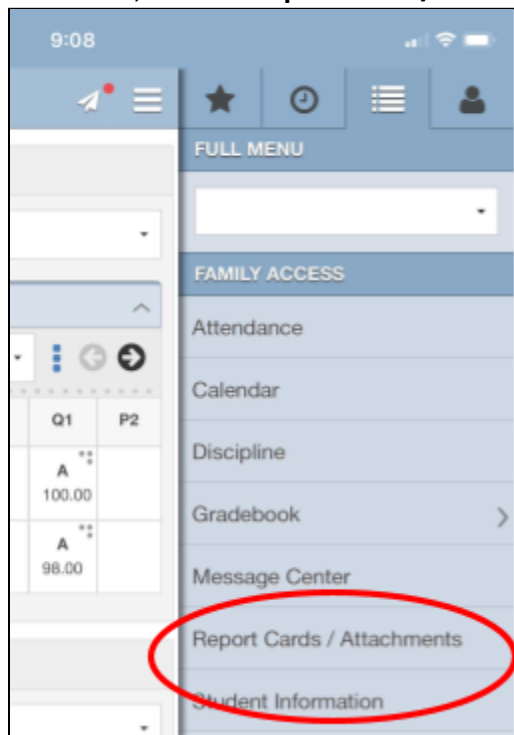 9:08
FULL MENU
FAMILY ACCESS
Attendance
Calendar
Discipline
Q1 P2
Gradebook
A
100.00
A
98.00
Message Center
Report Cards / Attachments
Student Information